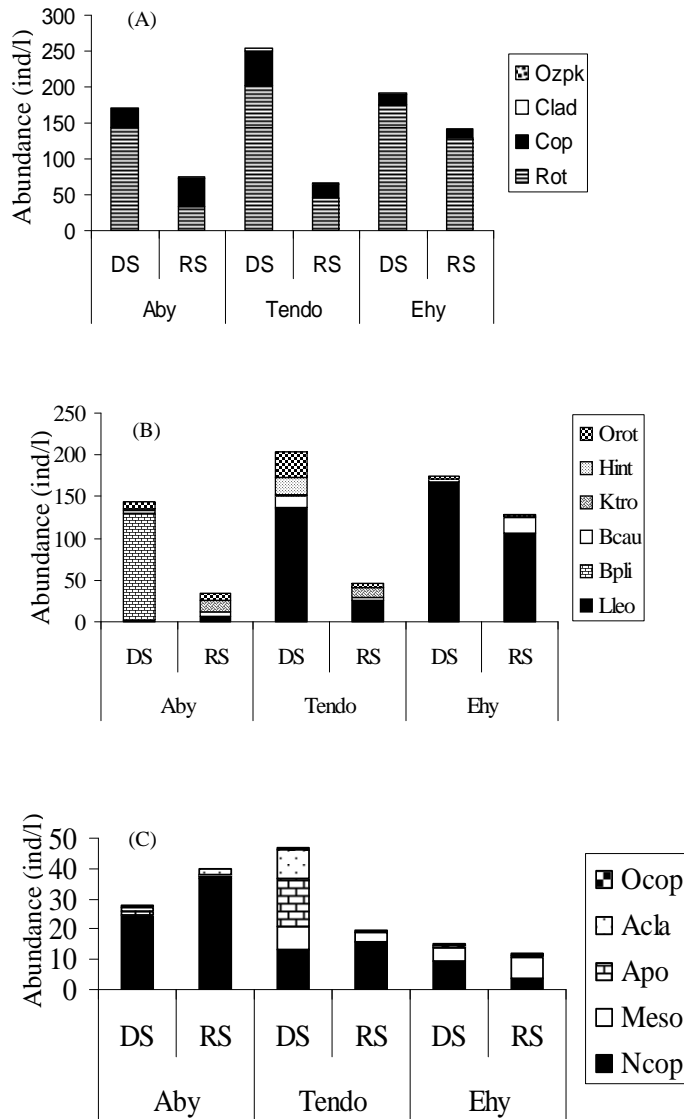 (A)
Abundance (ind/l)
300
250
200
150
100
50
0
DS RS DS RS DS RS
Aby Tendo Ehy
Ozpk
Clad
Cop
Rot
(B)
Abundance (ind/l)
250
200
150
100
50
0
DS RS DS RS DS RS
Aby Tendo Ehy
Orot
Hint
Ktro
Bcau
Bpli
Lleo
(C)
Abundance (ind/l)
50
40
30
20
10
0
DS RS DS RS DS RS
Aby Tendo Ehy
Ocop
Acla
Apo
Meso
Ncop